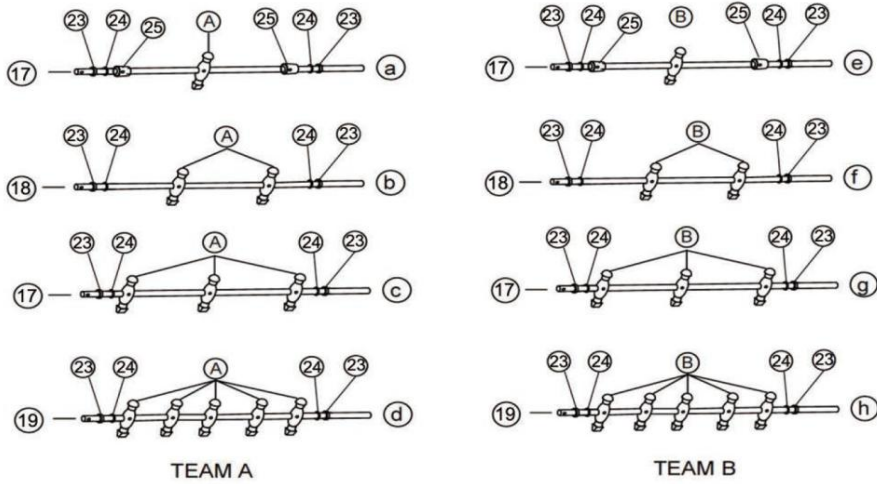 23 24 25 A 25 24 23
17 a
23 24 25 B 25 24 23
17 e
23 24 A 24 23
18 b
23 24 B 24 23
18 f
23 24 A 24 23
17 c
23 24 B 24 23
17 g
23 24 A 24 23
19 d
23 24 B 24 23
19 h
TEAM A
TEAM B